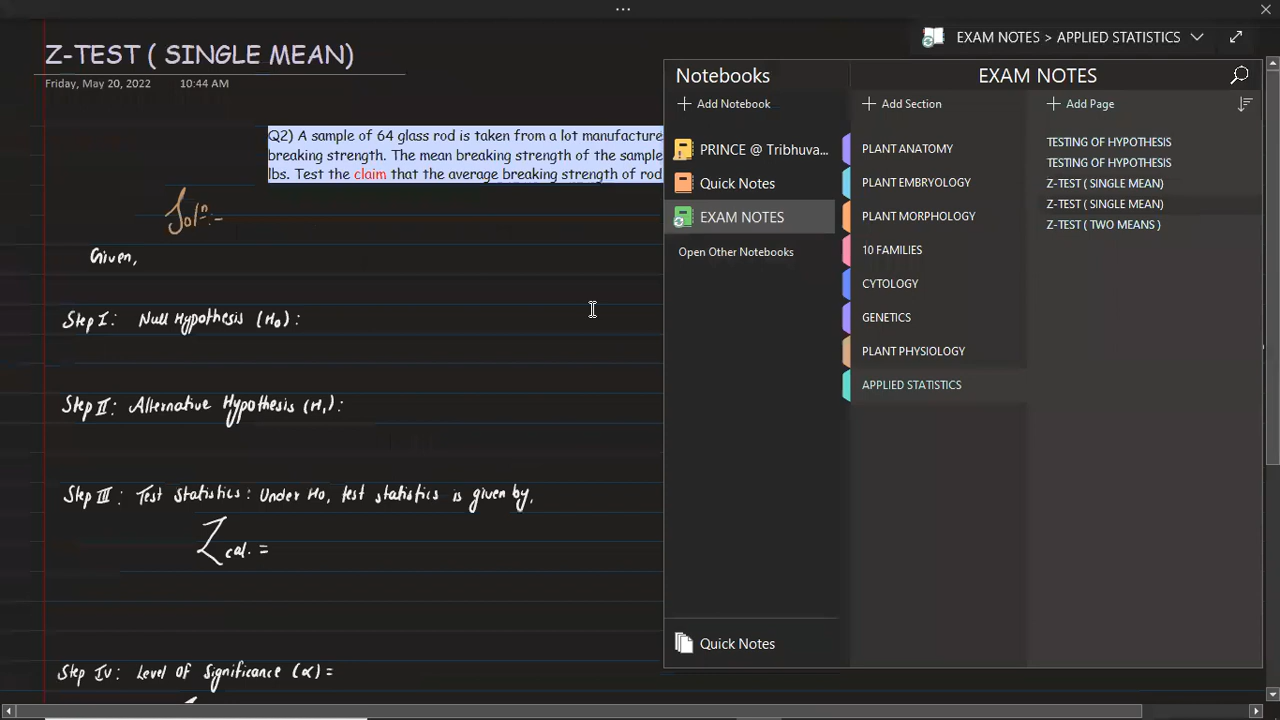 EXAM NOTES > APPLIED STATISTICS
Z-TEST ( SINGLE MEAN)
Friday, May 20, 2022 10:44 AM
Q2) A sample of 64 glass rod is taken from a lot manufacture
breaking strength. The mean breaking strength of the sample
lbs. Test the claim that the average breaking strength of rod
Solⁿ:-
Given,
Step I: Null Hypothesis (H₀) :
Step II: Alternative Hypothesis (H₁) :
Step III: Test Statistics : Under Ho, test statistics is given by,
Z cal. =
Step IV: Level Of Significance (α) =
Notebooks
+ Add Notebook
PRINCE @ Tribhuva...
Quick Notes
EXAM NOTES
Open Other Notebooks
Quick Notes
EXAM NOTES
+ Add Section
PLANT ANATOMY
PLANT EMBRYOLOGY
PLANT MORPHOLOGY
10 FAMILIES
CYTOLOGY
GENETICS
PLANT PHYSIOLOGY
APPLIED STATISTICS
+ Add Page
TESTING OF HYPOTHESIS
TESTING OF HYPOTHESIS
Z-TEST ( SINGLE MEAN)
Z-TEST ( SINGLE MEAN)
Z-TEST ( TWO MEANS )